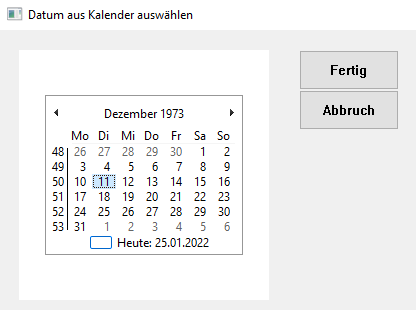 Datum aus Kalender auswählen
Fertig
Abbruch
Dezember 1973
Mo Di Mi Do Fr Sa So
48 26 27 28 29 30 1 2
49 3 4 5 6 7 8 9
50 10 11 12 13 14 15 16
51 17 18 19 20 21 22 23
52 24 25 26 27 28 29 30
53 31 1 2 3 4 5 6
Heute: 25.01.2022